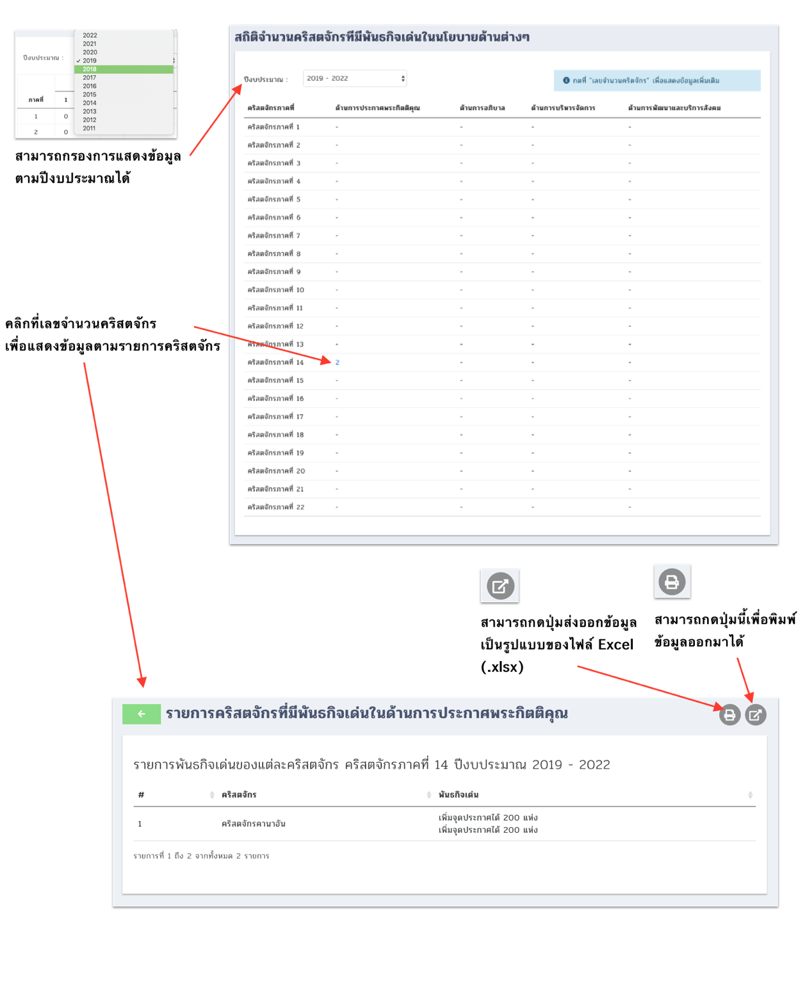 2022
2021
2020
ปีงบประมาณ :
✓ 2019
2018
2017
2016
2015
ภาคที่ 1
2014
2013
1 0
2012
2011
2 0
สามารถกรองการแสดงข้อมูล
ตามปีงบประมาณได้
สถิติจำนวนคริสตจักรที่มีพันธกิจเด่นในนโยบายด้านต่างๆ
ปีงบประมาณ : 2019 - 2022
กดที่ "เลขจำนวนคริตจักร" เพื่อแสดงข้อมูลเพิ่มเติม
คริสตจักรภาคที่ ด้านการประกาศพระกิตติคุณ ด้านการอภิบาล ด้านการบริหารจัดการ ด้านการพัฒนาและบริการสังคม
คริสตจักรภาคที่ 1 - - - -
คริสตจักรภาคที่ 2 - - - -
คริสตจักรภาคที่ 3 - - - -
คริสตจักรภาคที่ 4 - - - -
คริสตจักรภาคที่ 5 - - - -
คริสตจักรภาคที่ 6 - - - -
คริสตจักรภาคที่ 7 - - - -
คริสตจักรภาคที่ 8 - - - -
คริสตจักรภาคที่ 9 - - - -
คริสตจักรภาคที่ 10 - - - -
คริสตจักรภาคที่ 11 - - - -
คริสตจักรภาคที่ 12 - - - -
คริสตจักรภาคที่ 13 - - - -
คริสตจักรภาคที่ 14 2 - - -
คริสตจักรภาคที่ 15 - - - -
คริสตจักรภาคที่ 16 - - - -
คริสตจักรภาคที่ 17 - - - -
คริสตจักรภาคที่ 18 - - - -
คริสตจักรภาคที่ 19 - - - -
คริสตจักรภาคที่ 20 - - - -
คริสตจักรภาคที่ 21 - - - -
คริสตจักรภาคที่ 22 - - - -
คลิกที่เลขจำนวนคริสตจักร
เพื่อแสดงข้อมูลตามรายการคริสตจักร
สามารถกดปุ่มส่งออกข้อมูล
เป็นรูปแบบของไฟล์ Excel
(.xlsx)
สามารถกดปุ่มนี้เพื่อพิมพ์
ข้อมูลออกมาได้
รายการคริสตจักรที่มีพันธกิจเด่นในด้านการประกาศพระกิตติคุณ
รายการพันธกิจเด่นของแต่ละคริสตจักร คริสตจักรภาคที่ 14 ปีงบประมาณ 2019 - 2022
# คริสตจักร พันธกิจเด่น
1 คริสตจักรคานาอัน เพิ่มจุดประกาศได้ 200 แห่ง
เพิ่มจุดประกาศได้ 200 แห่ง
รายการที่ 1 ถึง 2 จากทั้งหมด 2 รายการ